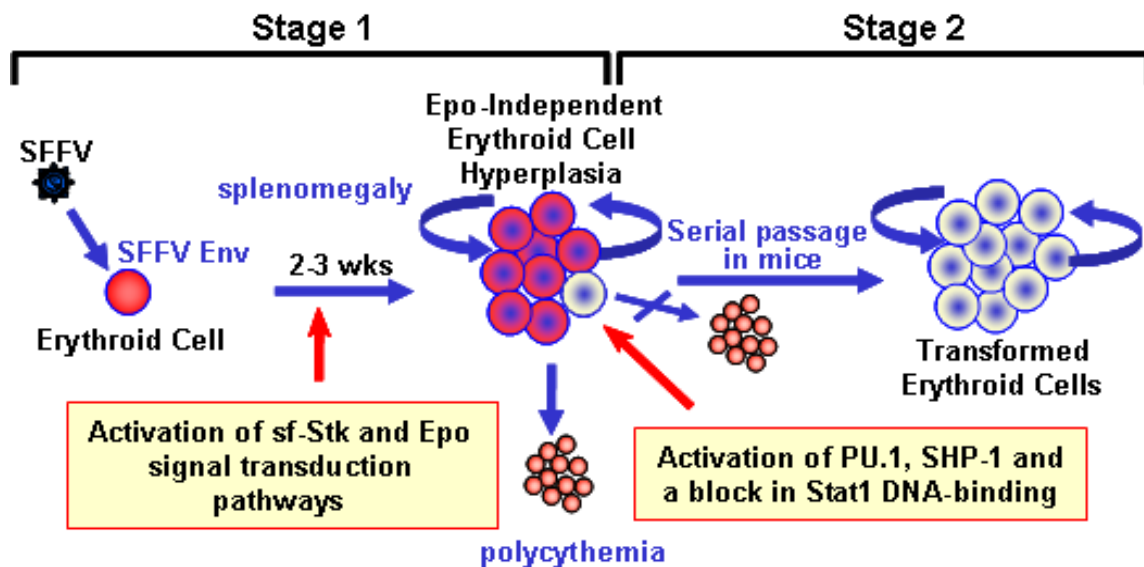 Stage 1
Stage 2
SFFV
SFFV Env
Erythroid Cell
splenomegaly
2-3 wks
Epo-Independent
Erythroid Cell
Hyperplasia
Serial passage
in mice
Transformed
Erythroid Cells
Activation of sf-Stk and Epo
signal transduction
pathways
Activation of PU.1, SHP-1 and
a block in Stat1 DNA-binding
polycythemia